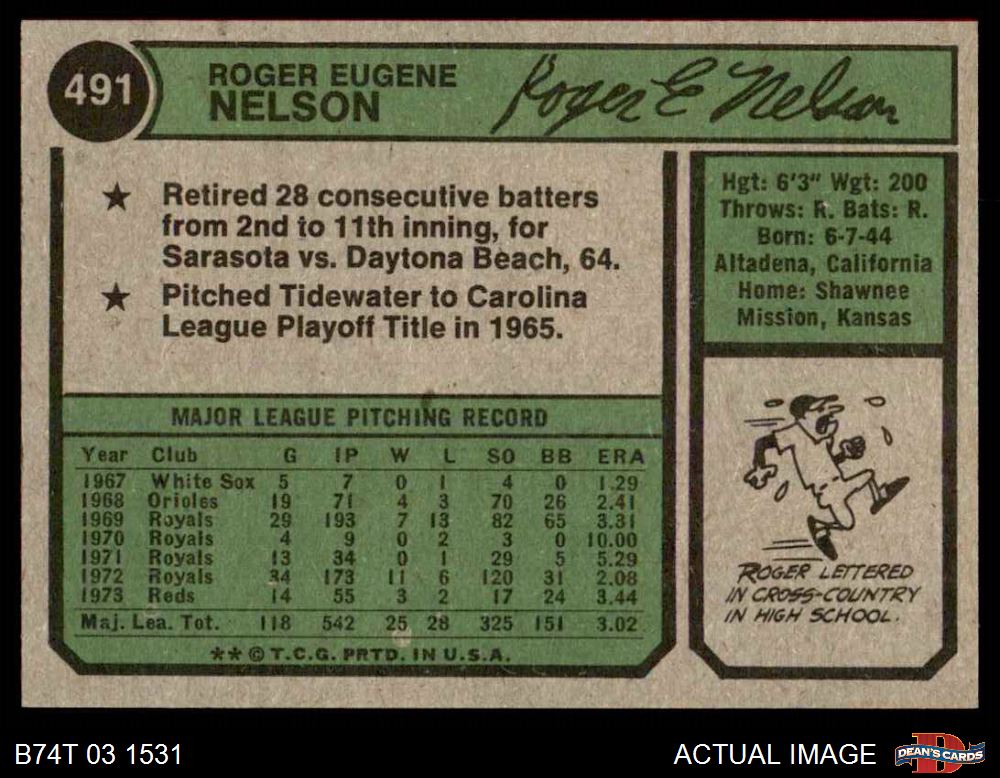 491
ROGER EUGENE
NELSON
Roger E Nelson
★ Retired 28 consecutive batters
from 2nd to 11th inning, for
Sarasota vs. Daytona Beach, 64.
★ Pitched Tidewater to Carolina
League Playoff Title in 1965.
MAJOR LEAGUE PITCHING RECORD
Year Club G IP W L SO BB ERA
1967 White Sox 5 7 0 1 4 0 1.29
1968 Orioles 19 71 4 3 70 26 2.41
1969 Royals 29 193 7 13 82 65 3.31
1970 Royals 4 9 0 2 3 0 10.00
1971 Royals 13 34 0 1 29 5 5.29
1972 Royals 34 173 11 6 120 31 2.08
1973 Reds 14 55 3 2 17 24 3.44
Maj. Lea. Tot. 118 542 25 28 325 151 3.02
**© T.C.G. PRTD. IN U.S.A.
Hgt: 6'3" Wgt: 200
Throws: R. Bats: R.
Born: 6-7-44
Altadena, California
Home: Shawnee
Mission, Kansas
ROGER LETTERED
IN CROSS-COUNTRY
IN HIGH SCHOOL.
B74T 03 1531
ACTUAL IMAGE
DEAN'S CARDS